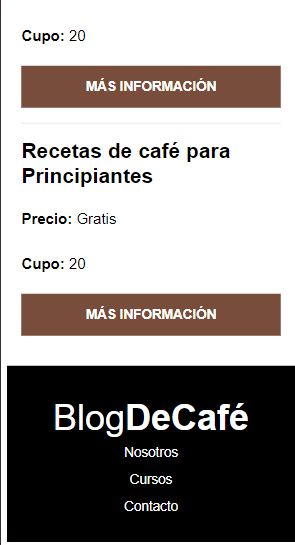 Cupo: 20
MÁS INFORMACIÓN
Recetas de café para
Principiantes
Precio: Gratis
Cupo: 20
MÁS INFORMACIÓN
BlogDeCafé
Nosotros
Cursos
Contacto